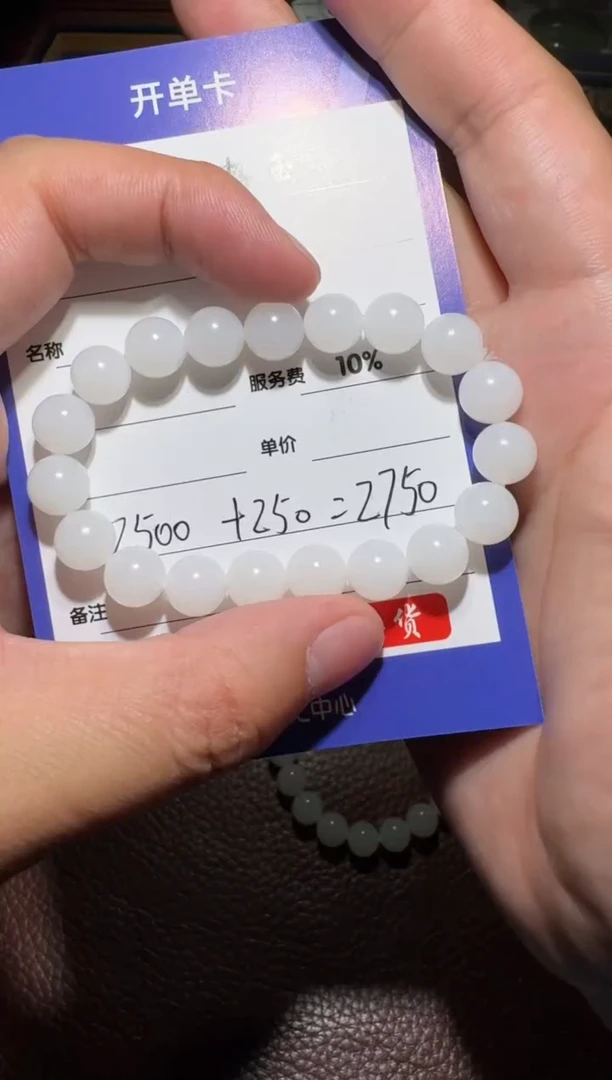 开单卡
名称
服务费 10%
单价
2500 +250 =2750
备注
货
中心